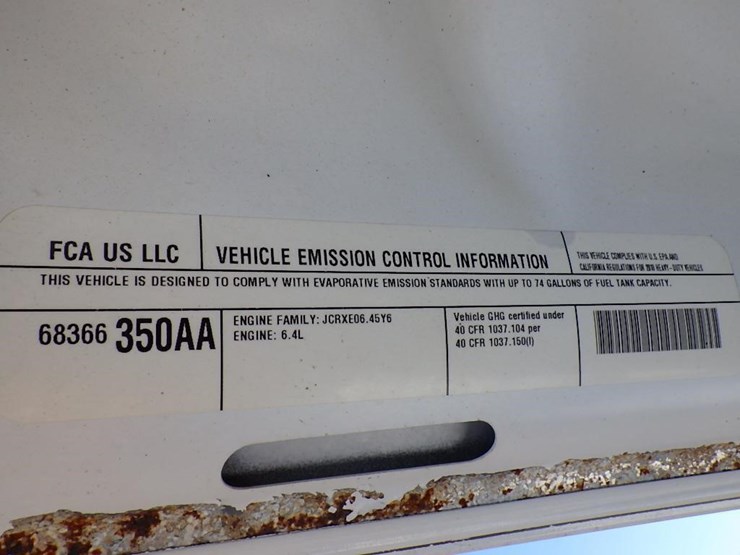 FCA US LLC
VEHICLE EMISSION CONTROL INFORMATION
THIS VEHICLE COMPLIES WITH U.S. EPA AND
CALIFORNIA REGULATIONS FOR HEAVY-DUTY VEHICLES
THIS VEHICLE IS DESIGNED TO COMPLY WITH EVAPORATIVE EMISSION STANDARDS WITH UP TO 74 GALLONS OF FUEL TANK CAPACITY.
68366 350AA
ENGINE FAMILY: JCRXE06.45Y6
ENGINE: 6.4L
Vehicle GHG certified under
40 CFR 1037.104 per
40 CFR 1037.150(l)